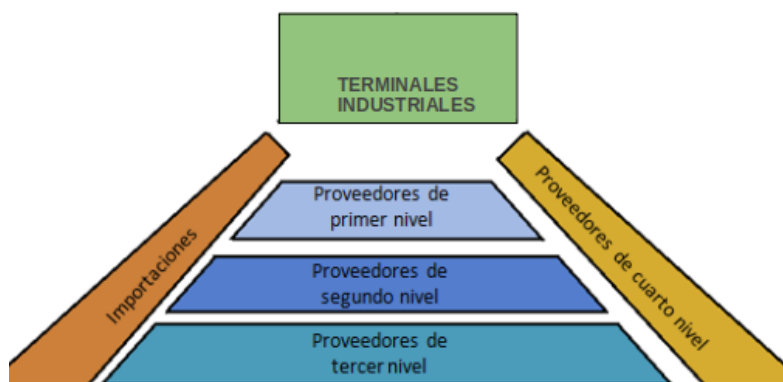 TERMINALES
INDUSTRIALES
Proveedores de
primer nivel
Importaciones
Proveedores de cuarto nivel
Proveedores de
segundo nivel
Proveedores de
tercer nivel